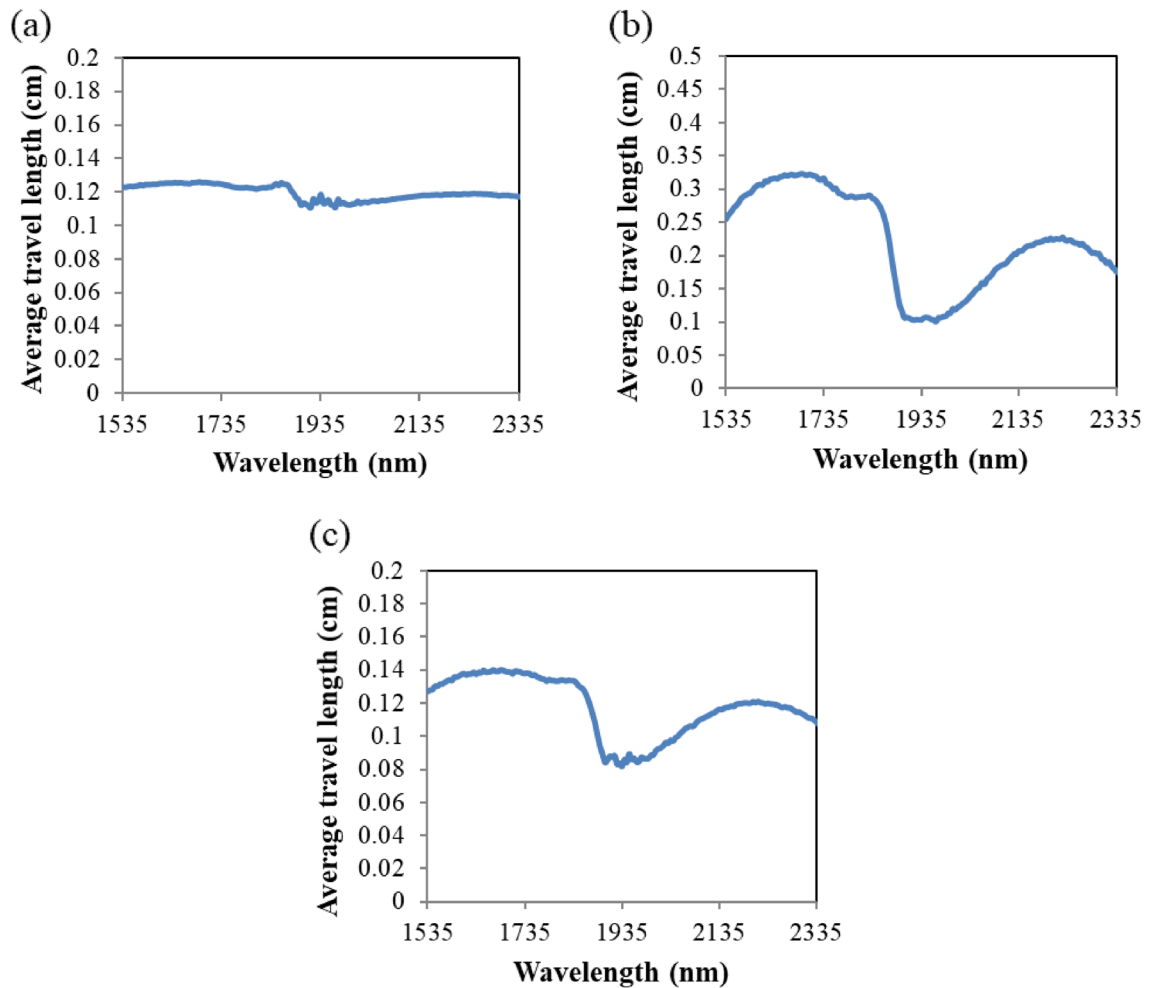 (a)
Average travel length (cm)
0.2
0.18
0.16
0.14
0.12
0.1
0.08
0.06
0.04
0.02
0
1535 1735 1935 2135 2335
Wavelength (nm)
(b)
Average travel length (cm)
0.5
0.45
0.4
0.35
0.3
0.25
0.2
0.15
0.1
0.05
0
1535 1735 1935 2135 2335
Wavelength (nm)
(c)
Average travel length (cm)
0.2
0.18
0.16
0.14
0.12
0.1
0.08
0.06
0.04
0.02
0
1535 1735 1935 2135 2335
Wavelength (nm)